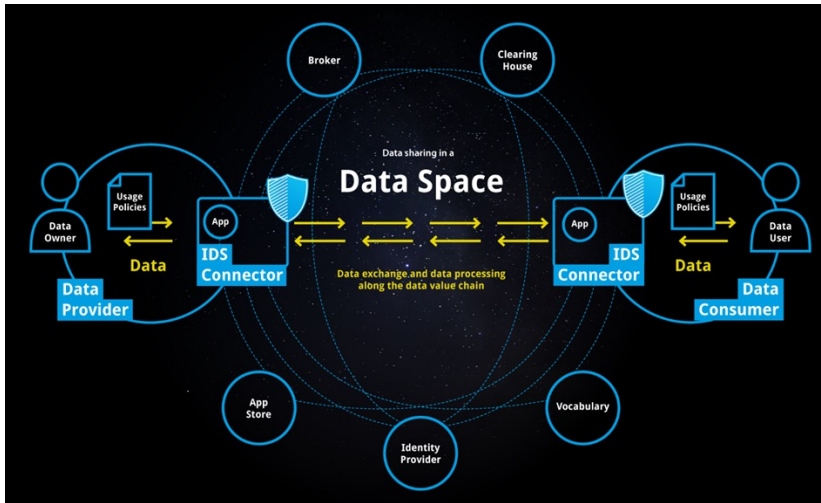 Broker
Clearing
House
Data sharing in a
Data Space
Usage
Policies
Data
Owner
Data
App
IDS
Connector
Data
Provider
Data exchange and data processing
along the data value chain
App
IDS
Connector
Usage
Policies
Data
User
Data
Data
Consumer
App
Store
Identity
Provider
Vocabulary